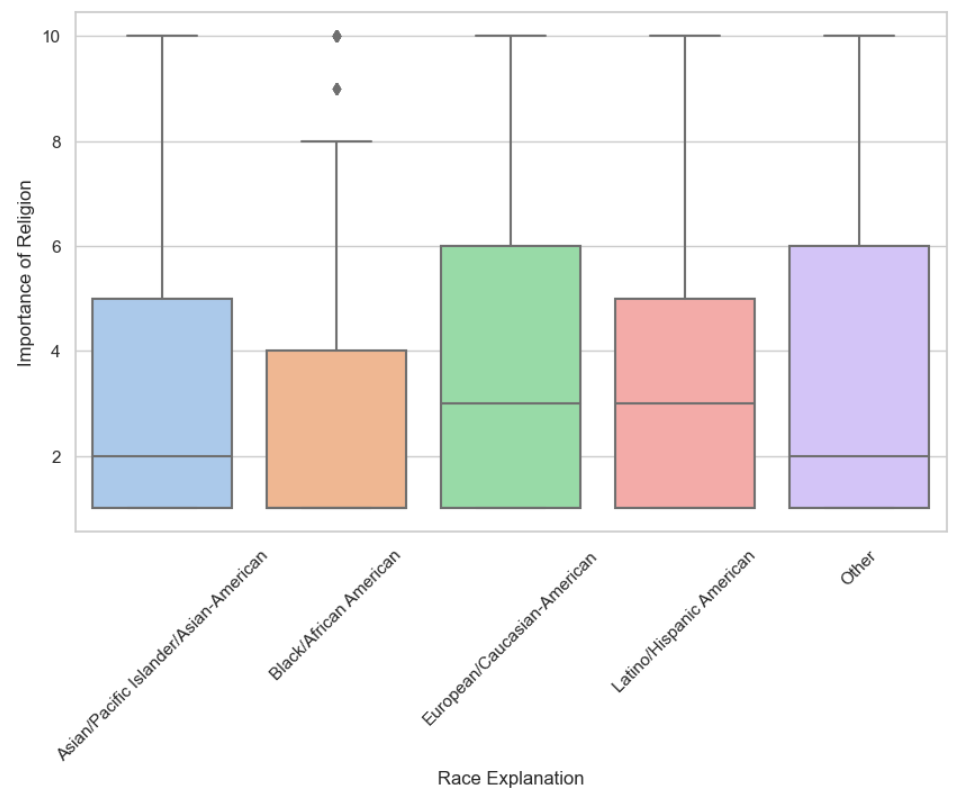 10
8
6
4
2
Importance of Religion
Asian/Pacific Islander/Asian-American
Black/African American
European/Caucasian-American
Latino/Hispanic American
Other
Race Explanation